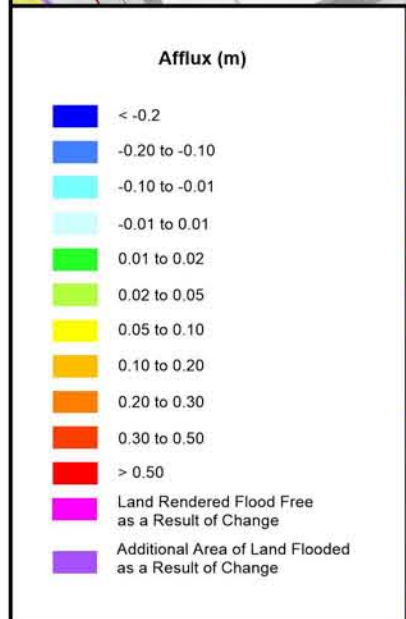 Afflux (m)
< -0.2
-0.20 to -0.10
-0.10 to -0.01
-0.01 to 0.01
0.01 to 0.02
0.02 to 0.05
0.05 to 0.10
0.10 to 0.20
0.20 to 0.30
0.30 to 0.50
> 0.50
Land Rendered Flood Free
as a Result of Change
Additional Area of Land Flooded
as a Result of Change